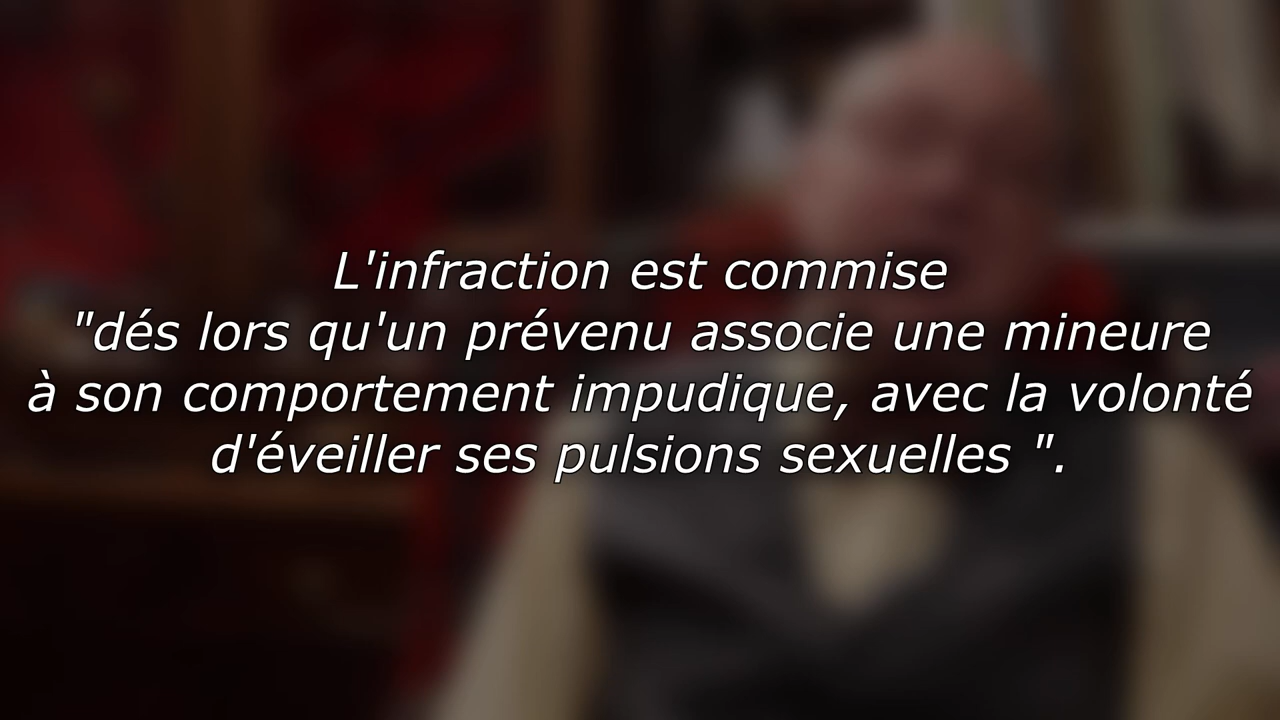 L'infraction est commise
"dés lors qu'un prévenu associe une mineure
à son comportement impudique, avec la volonté
d'éveiller ses pulsions sexuelles ".